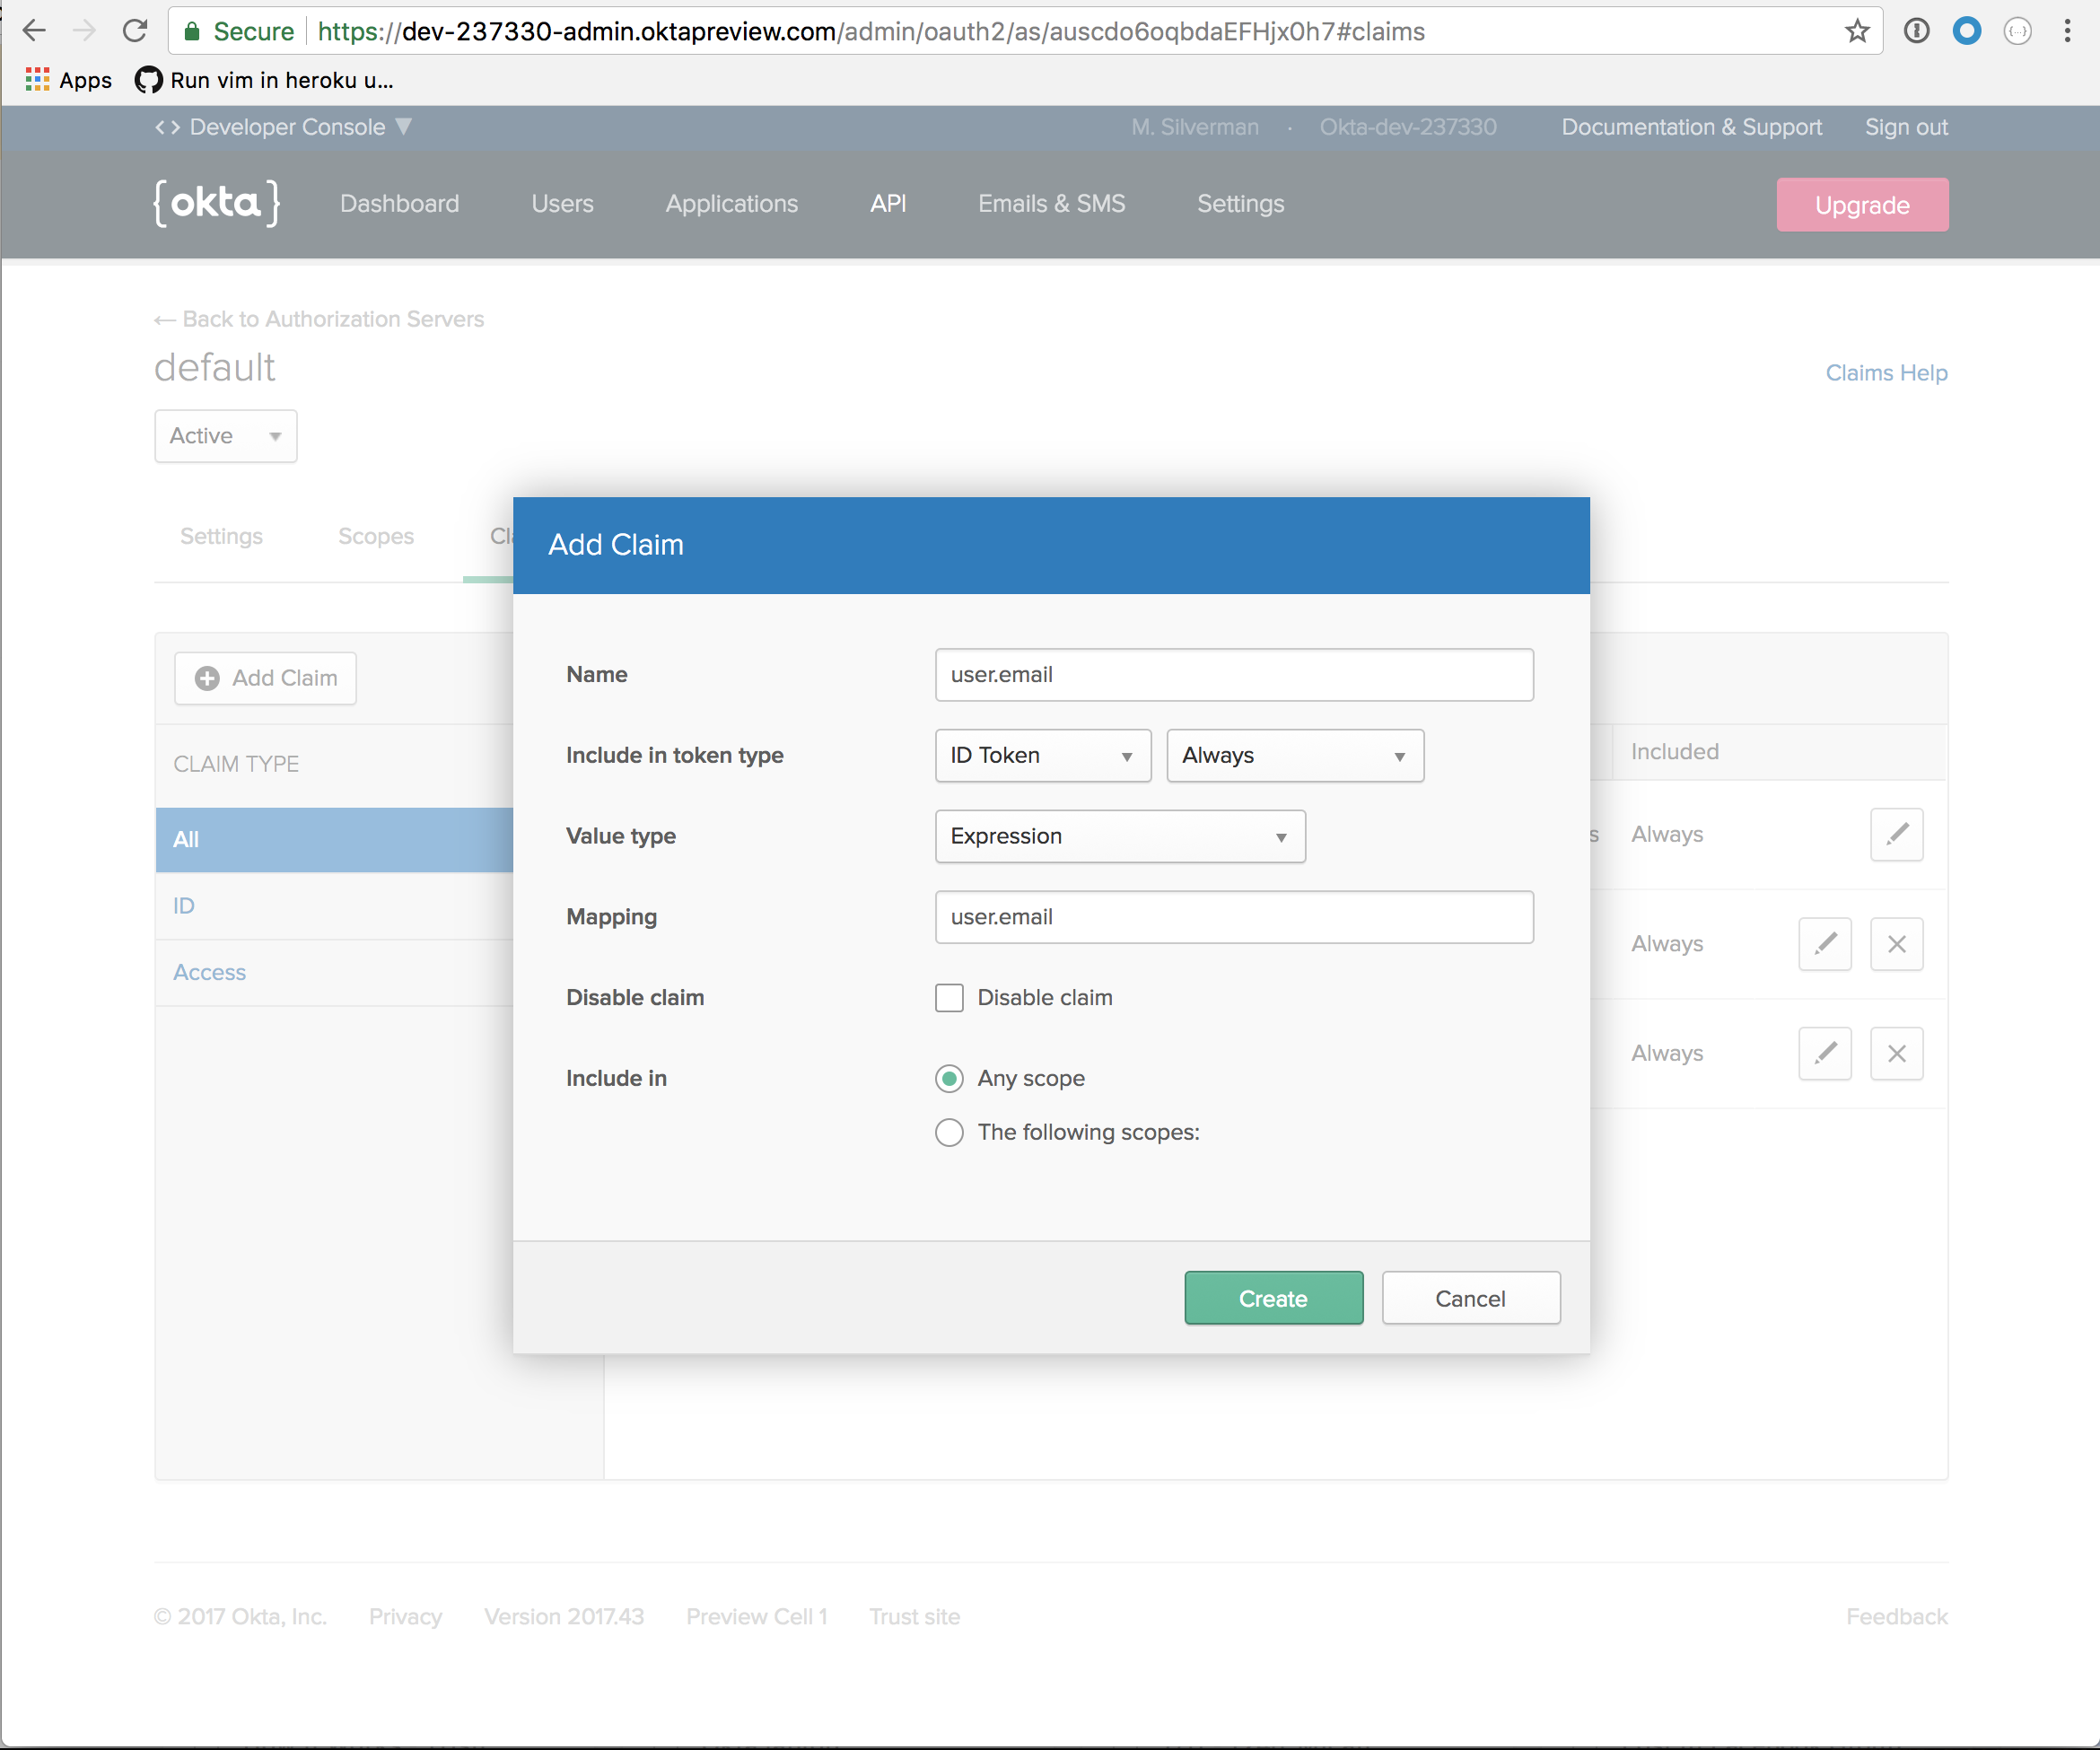 Secure https://dev-237330-admin.oktapreview.com/admin/oauth2/as/auscdo6oqbdaEFHjx0h7#claims
Apps Run vim in heroku u...
<> Developer Console M. Silverman · Okta-dev-237330 Documentation & Support Sign out
{okta} Dashboard Users Applications API Emails & SMS Settings Upgrade
← Back to Authorization Servers
default
Claims Help
Active
Settings Scopes
Add Claim
Name user.email
Add Claim
Include in token type ID Token Always
Included
CLAIM TYPE
Value type Expression
Always
All
ID
Mapping user.email
Always
Access
Disable claim Disable claim
Always
Include in Any scope
The following scopes:
Create Cancel
© 2017 Okta, Inc. Privacy Version 2017.43 Preview Cell 1 Trust site Feedback